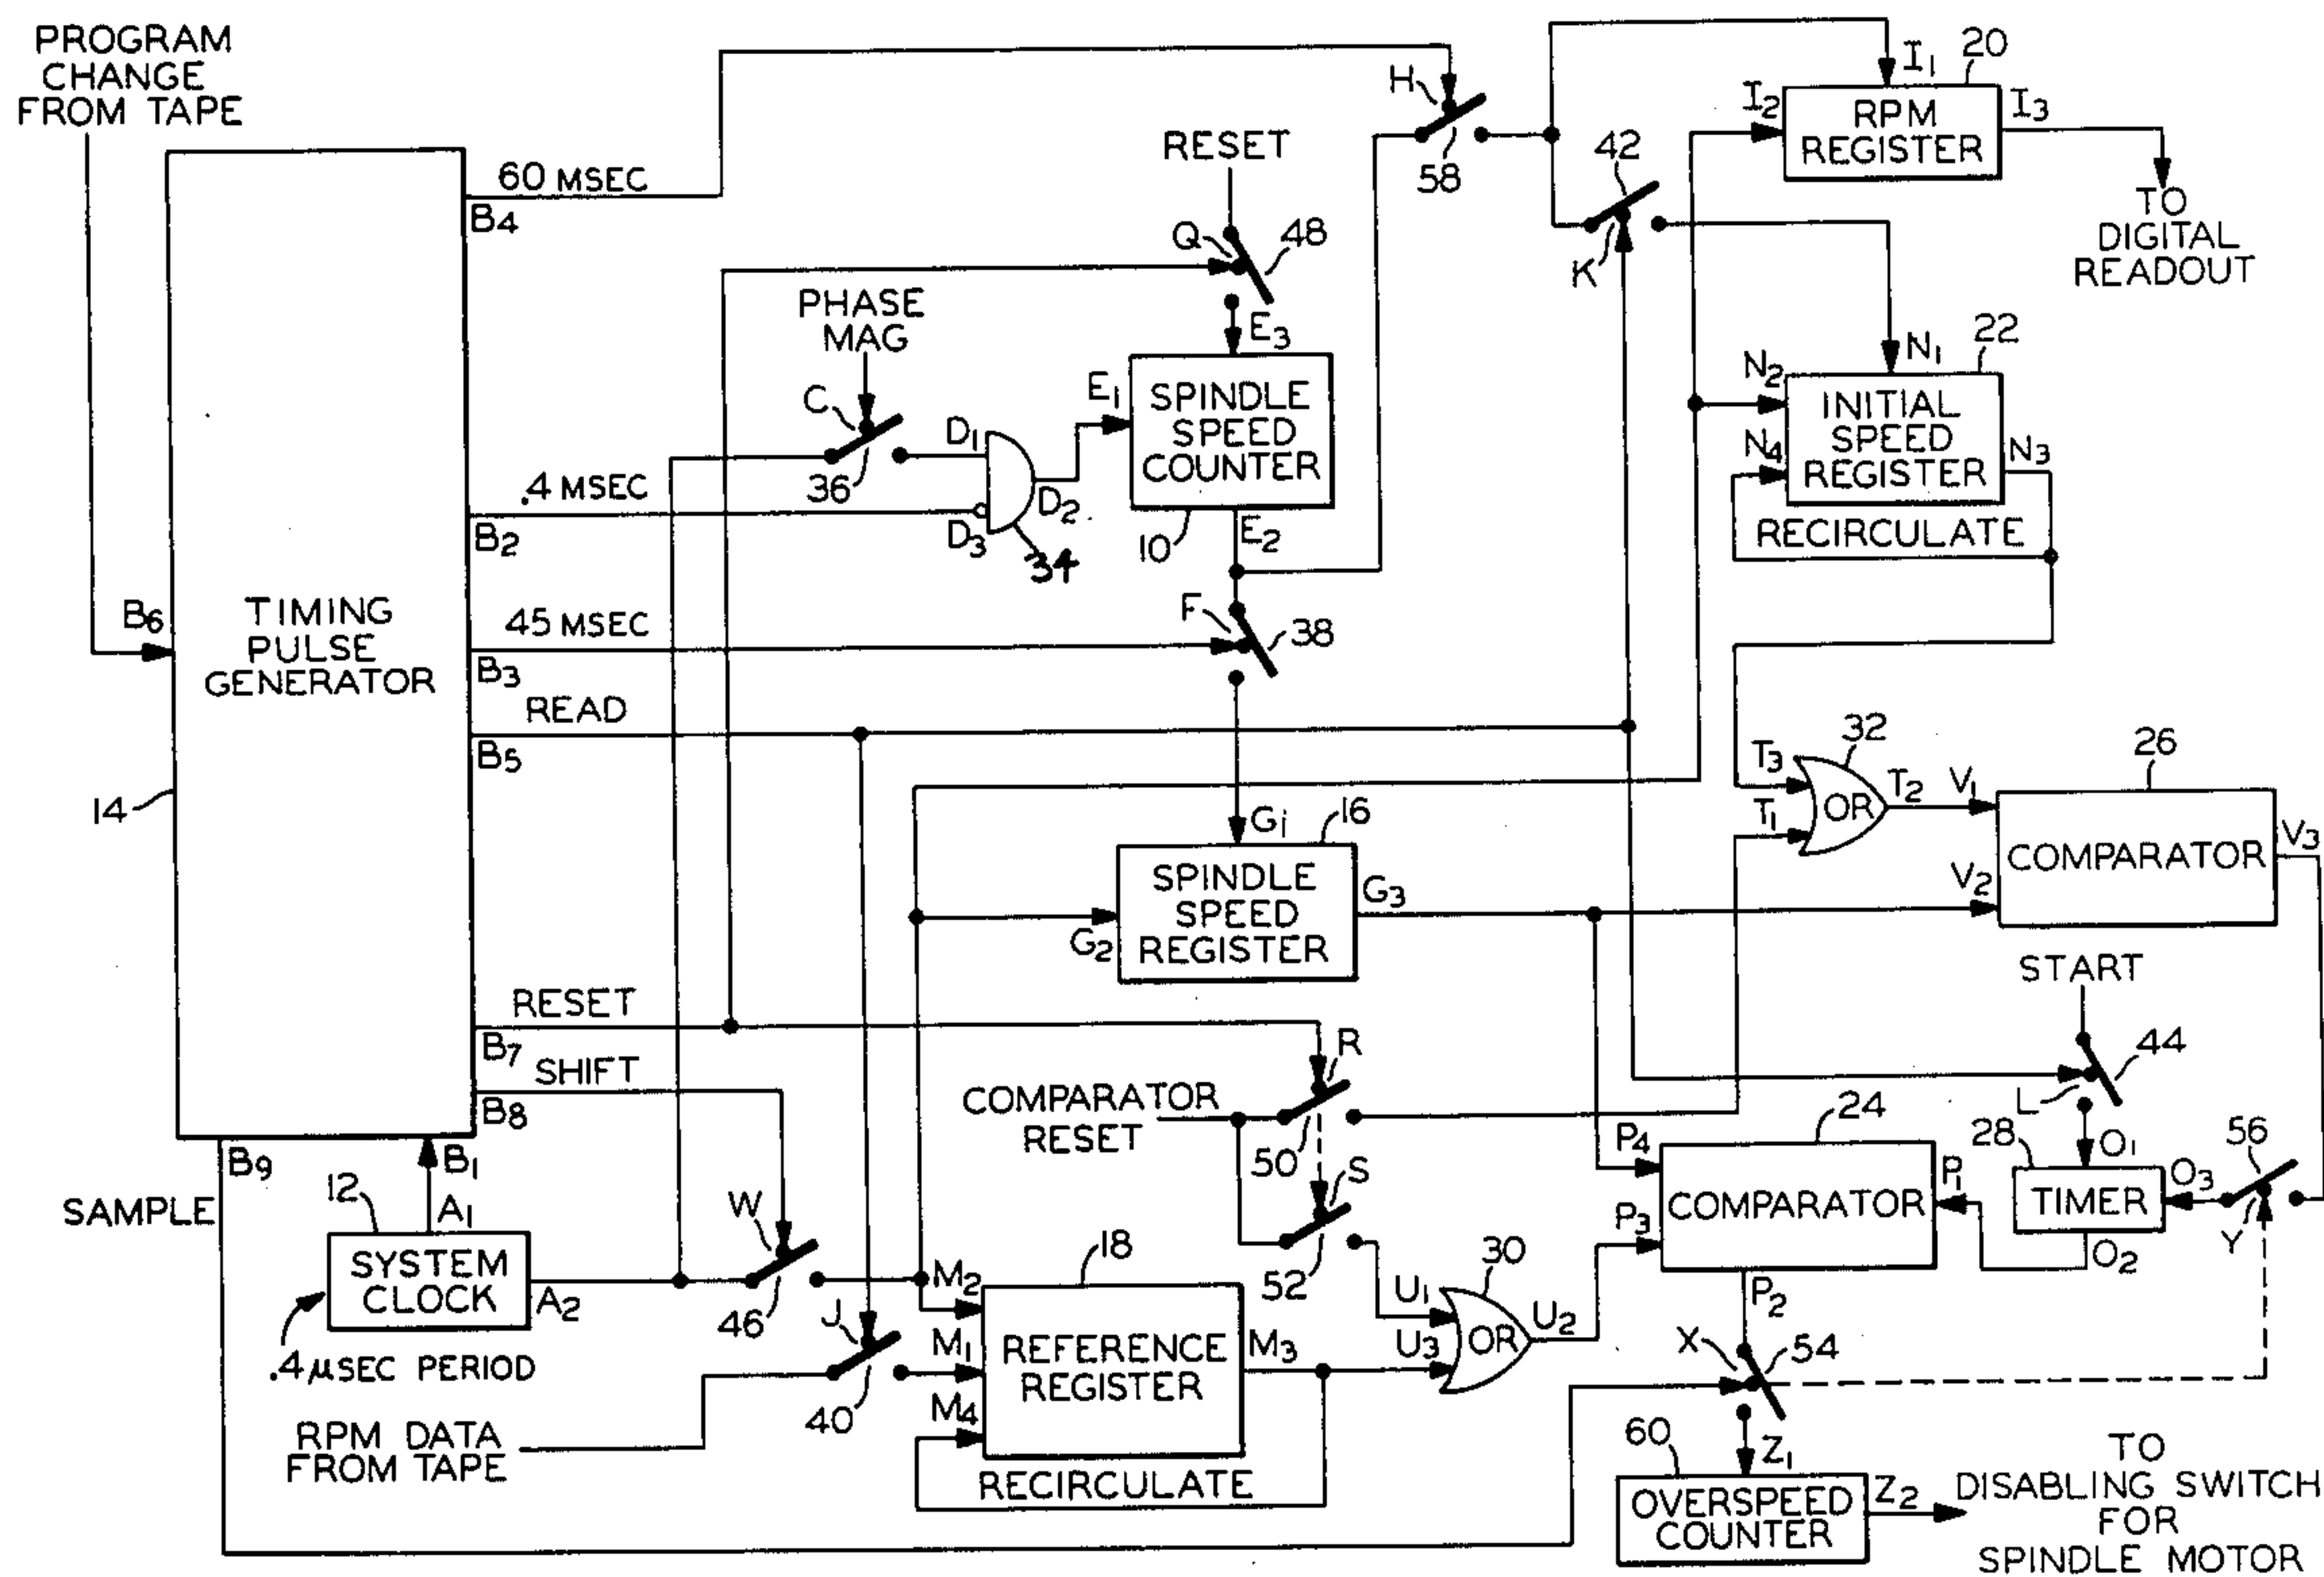 PROGRAM
CHANGE
FROM TAPE
60 MSEC
B4
H
58
I1
20
I2
RPM
REGISTER
I3
TO
DIGITAL
READOUT
RESET
Q
48
42
K
PHASE
MAG
E3
C
36
D1
E1
SPINDLE
SPEED
COUNTER
N1
22
N2
N4
INITIAL
SPEED
REGISTER
N3
RECIRCULATE
.4 MSEC
B2
D2
D3
34
10
E2
B6
TIMING
PULSE
GENERATOR
45 MSEC
B3
F
38
READ
B5
14
Gi
16
SPINDLE
SPEED
REGISTER
G2
G3
T3
T1
32
OR
T2
V1
26
V2
COMPARATOR
V3
RESET
B7
SHIFT
B8
R
COMPARATOR
RESET
50
S
52
START
44
L
O1
24
P4
P3
COMPARATOR
P1
28
TIMER
O3
O2
56
Y
B9
B1
SAMPLE
12
A1
SYSTEM
CLOCK
A2
.4 μSEC PERIOD
W
46
J
40
M2
M1
M4
18
REFERENCE
REGISTER
M3
RECIRCULATE
U1
U3
30
OR
U2
P2
X
54
RPM DATA
FROM TAPE
60
Z1
OVERSPEED
COUNTER
Z2
TO
DISABLING SWITCH
FOR
SPINDLE MOTOR